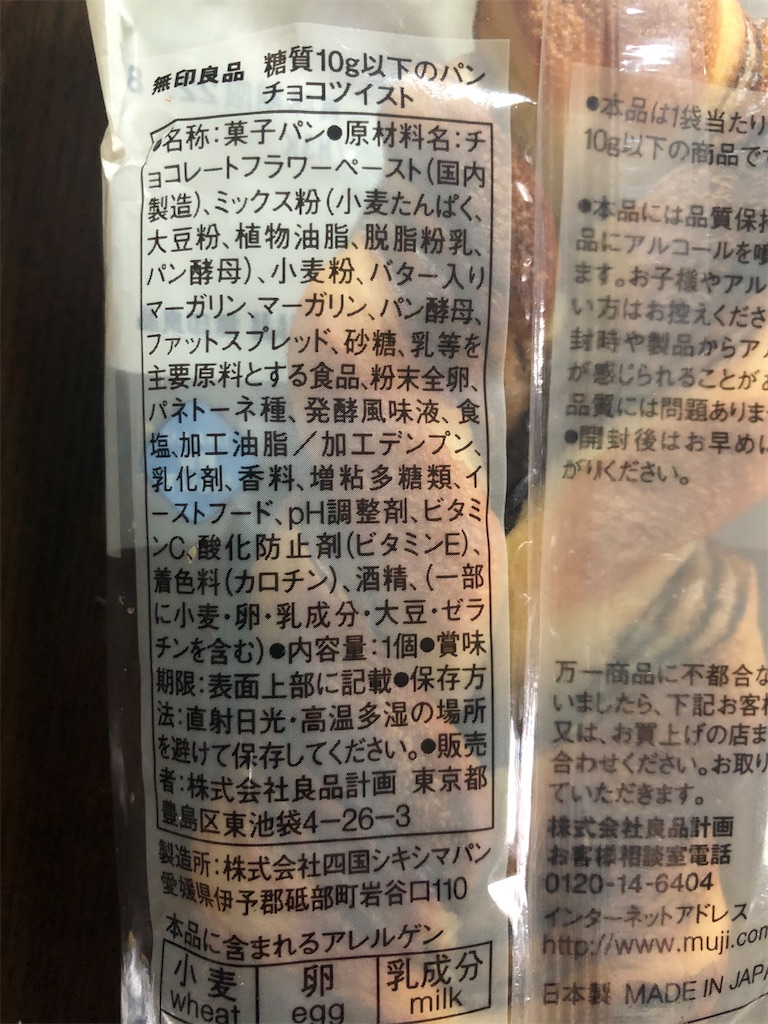 無印良品 糖質10g以下のパン
チョコツイスト
●名称：菓子パン●原材料名：チ
ョコレートフラワーペースト(国内
製造)、ミックス粉(小麦たんぱく、
大豆粉、植物油脂、脱脂粉乳、
パン酵母)、小麦粉、バター入り
マーガリン、マーガリン、パン酵母、
ファットスプレッド、砂糖、乳等を
主要原料とする食品、粉末全卵、
パネトーネ種、発酵風味液、食
塩、加工油脂／加工デンプン、
乳化剤、香料、増粘多糖類、イ
ーストフード、pH調整剤、ビタミ
ンC、酸化防止剤(ビタミンE)、
着色料(カロチン)、酒精、(一部
に小麦・卵・乳成分・大豆・ゼラ
チンを含む)●内容量：1個●賞味
期限：表面上部に記載●保存方
法：直射日光・高温多湿の場所
を避けて保存してください。●販売
者：株式会社良品計画 東京都
豊島区東池袋4－26－3
製造所：株式会社四国シキシマパン
愛媛県伊予郡砥部町岩谷口110
本品に含まれるアレルゲン
小麦 卵 乳成分
wheat egg milk
●本品は1袋当たり
10g以下の商品で
●本品には品質保持
品にアルコールを噴
ます。お子様やアル
い方はお控えくださ
封時や製品からア
が感じられることが
品質には問題ありま
●開封後はお早めに
がりください。
万一商品に不都合な
いましたら、下記お客様
又は、お買上げの店ま
合わせください。お取り
ていただきます。
株式会社良品計画
お客様相談室電話
0120-14-6404
インターネットアドレス
http://www.muji.com
日本製 MADE IN JAPA